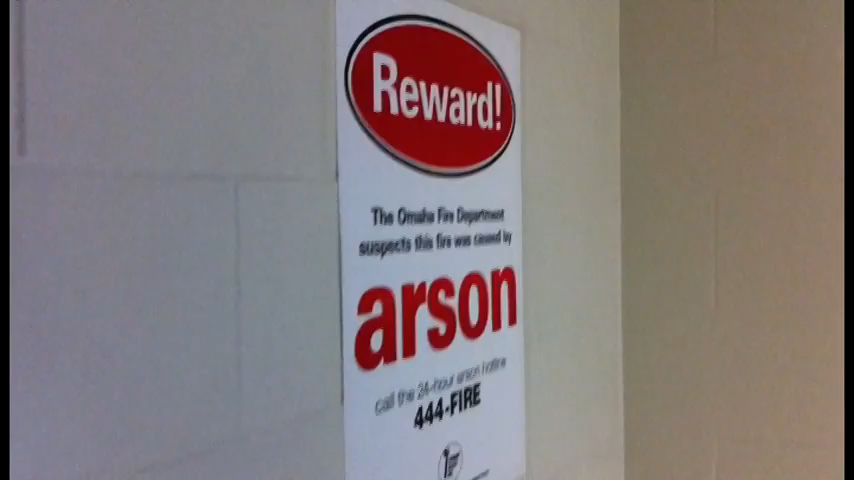 Reward!
The Omaha Fire Department
suspects this fire was caused by
arson
call the 24-hour arson hotline
444-FIRE